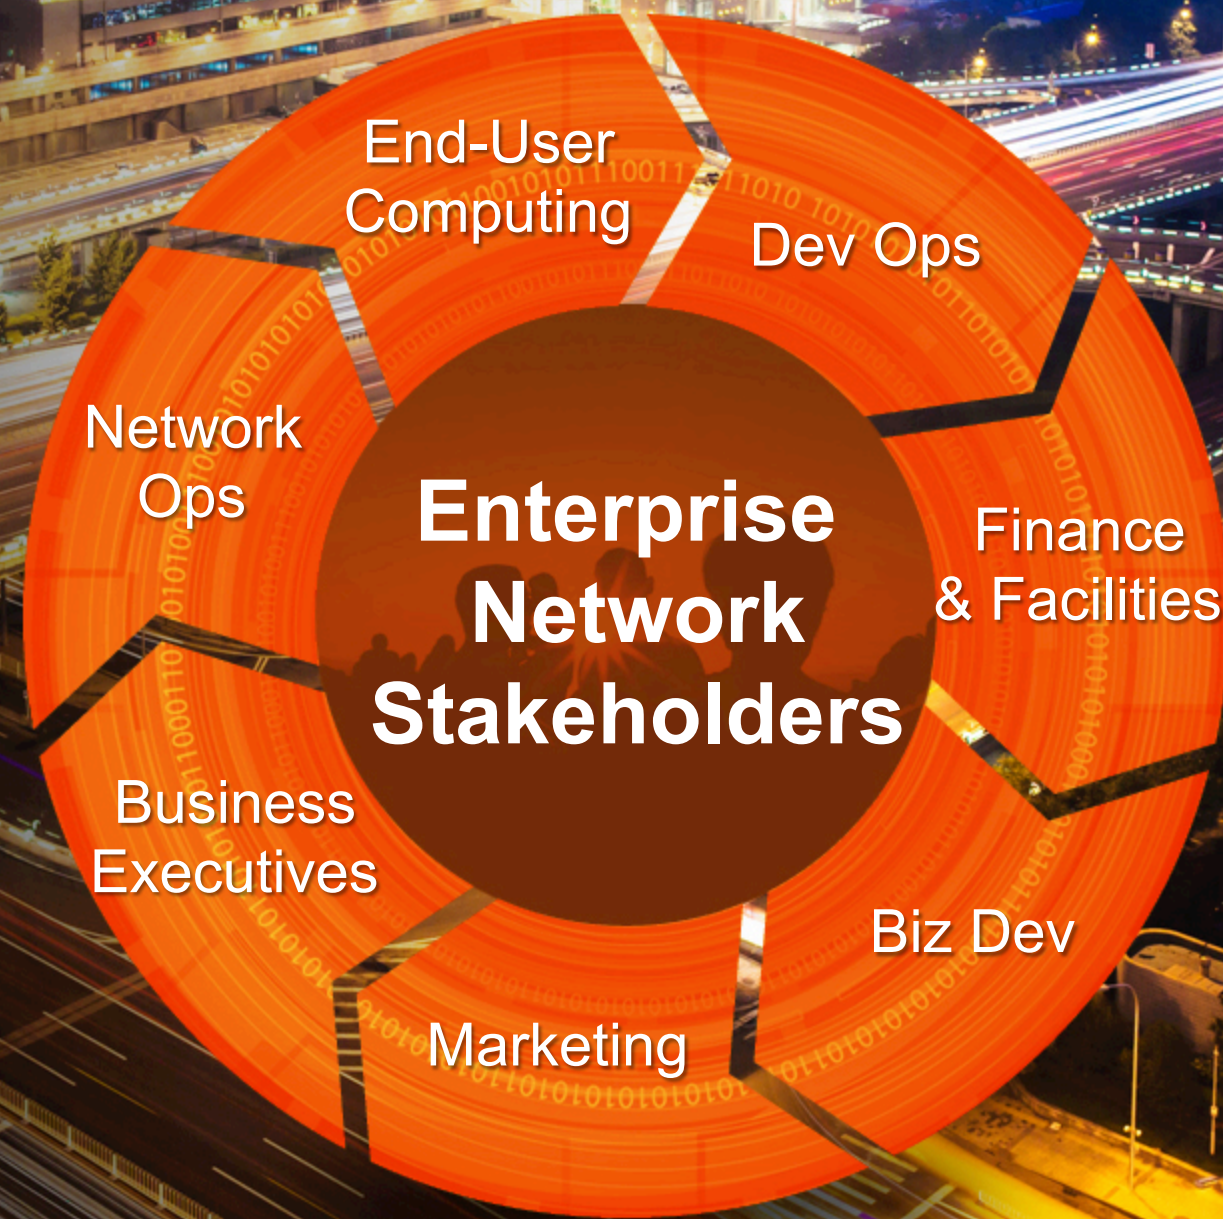 End-User
Computing
Dev Ops
Finance
& Facilities
Biz Dev
Marketing
Business
Executives
Network
Ops
Enterprise
Network
Stakeholders